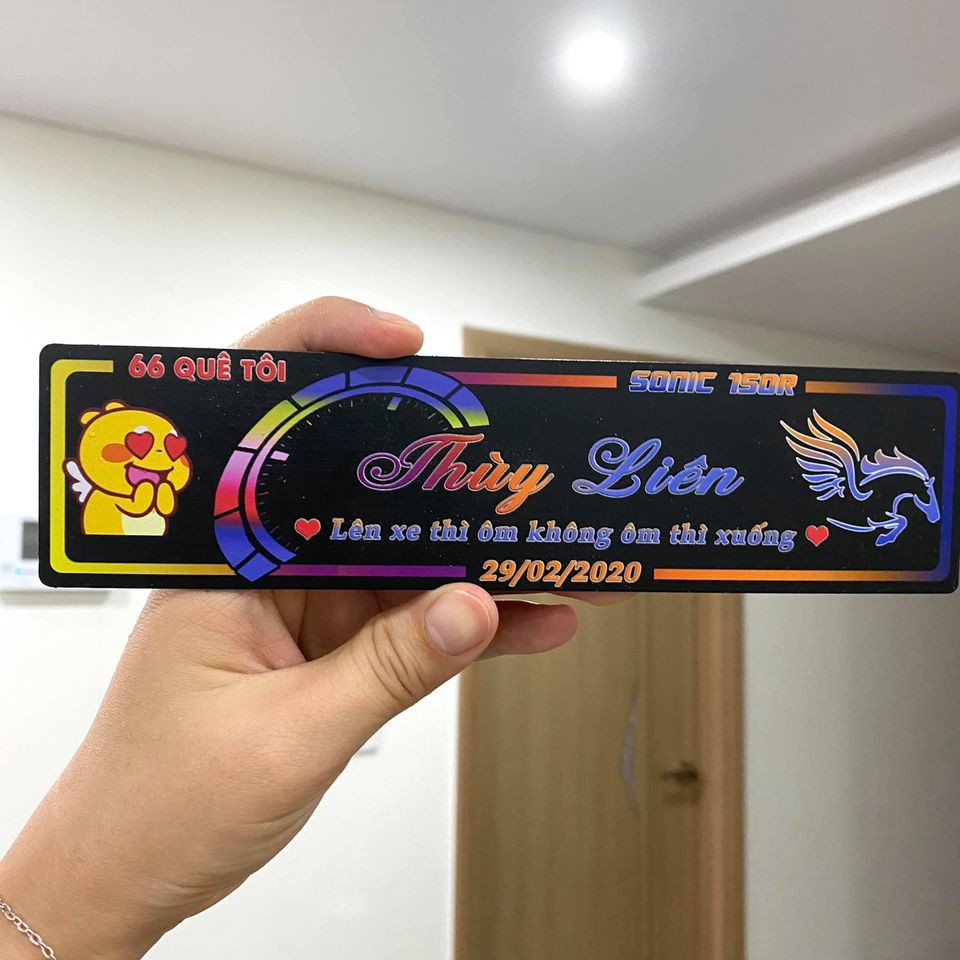 66 QUÊ TÔI
SONIC 150R
Thùy Liên
Lên xe thì ôm không ôm thì xuống
29/02/2020